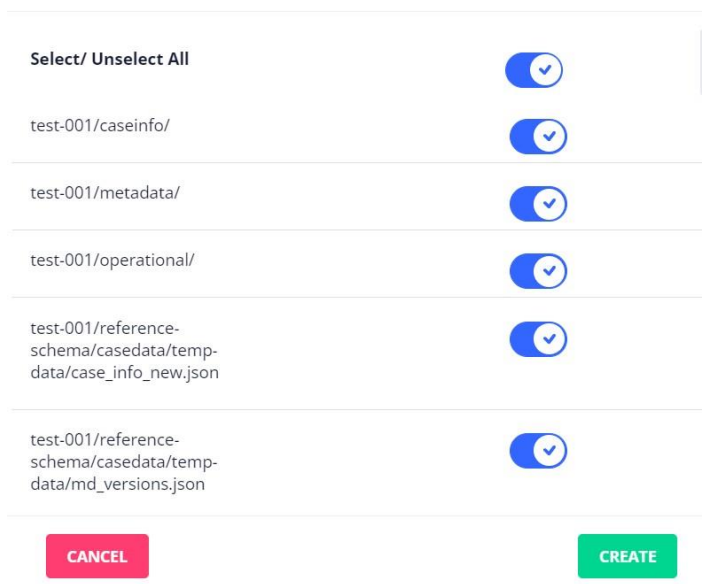 Select/ Unselect All
test-001/caseinfo/
test-001/metadata/
test-001/operational/
test-001/reference-
schema/casedata/temp-
data/case_info_new.json
test-001/reference-
schema/casedata/temp-
data/md_versions.json
CANCEL
CREATE